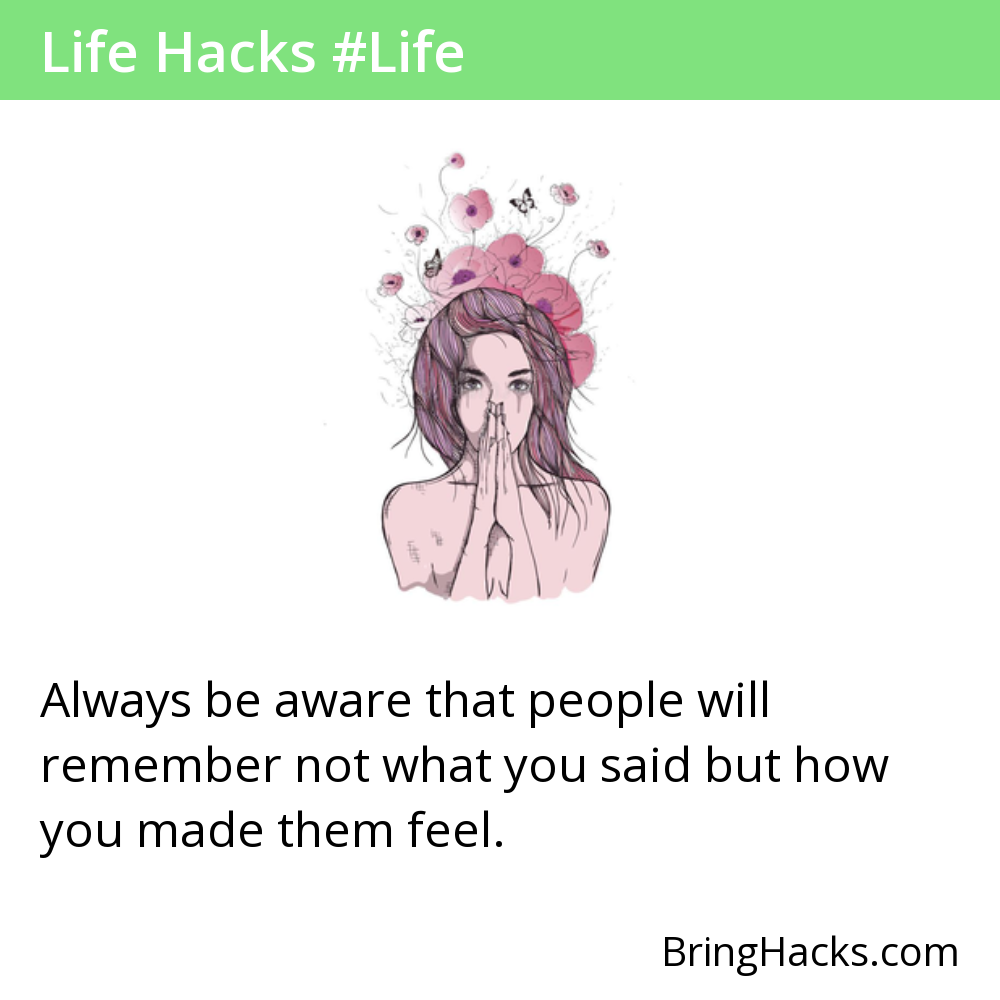 Life Hacks #Life
Always be aware that people will
remember not what you said but how
you made them feel.
BringHacks.com